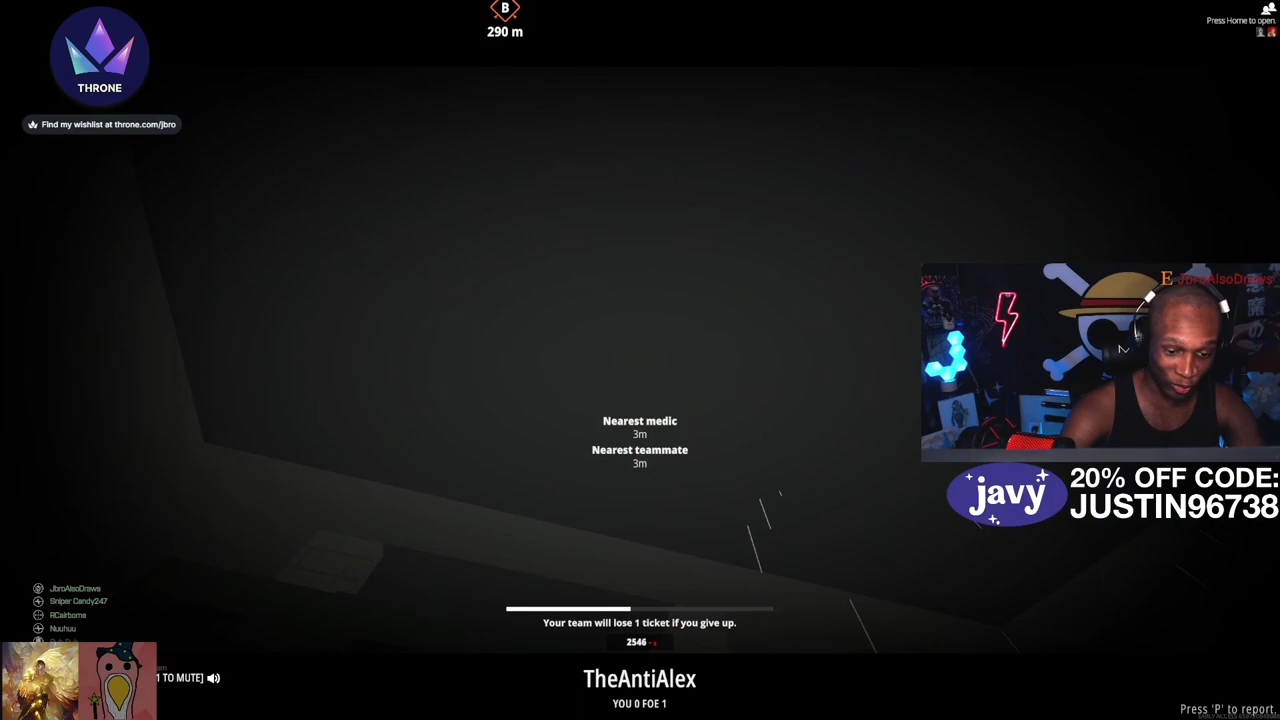 B
290 m
Press Home to open.
THRONE
Find my wishlist at throne.com/jbro
E JbroAlsoDraws
Nearest medic
3m
Nearest teammate
3m
javy
20% OFF CODE:
JUSTIN96738
JbroAlsoDraws
Sniper Candy247
RCairboma
Nuuhuu
Your team will lose 1 ticket if you give up.
2546
1 TO MUTE]
TheAntiAlex
YOU 0 FOE 1
Press 'P' to report.